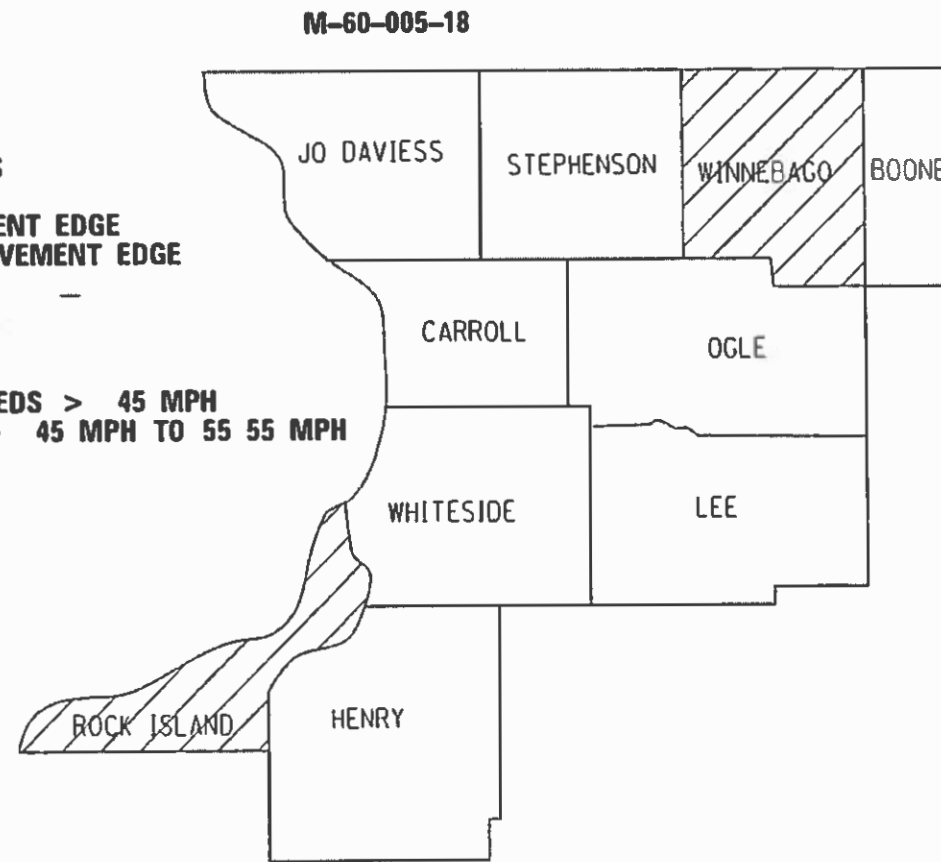 M-60-005-18
JO DAVIESS
STEPHENSON
WINNEBAGO
BOONE
S
ENT EDGE
VEMENT EDGE
–
CARROLL
OGLE
EDS > 45 MPH
45 MPH TO 55 55 MPH
WHITESIDE
LEE
ROCK ISLAND
HENRY